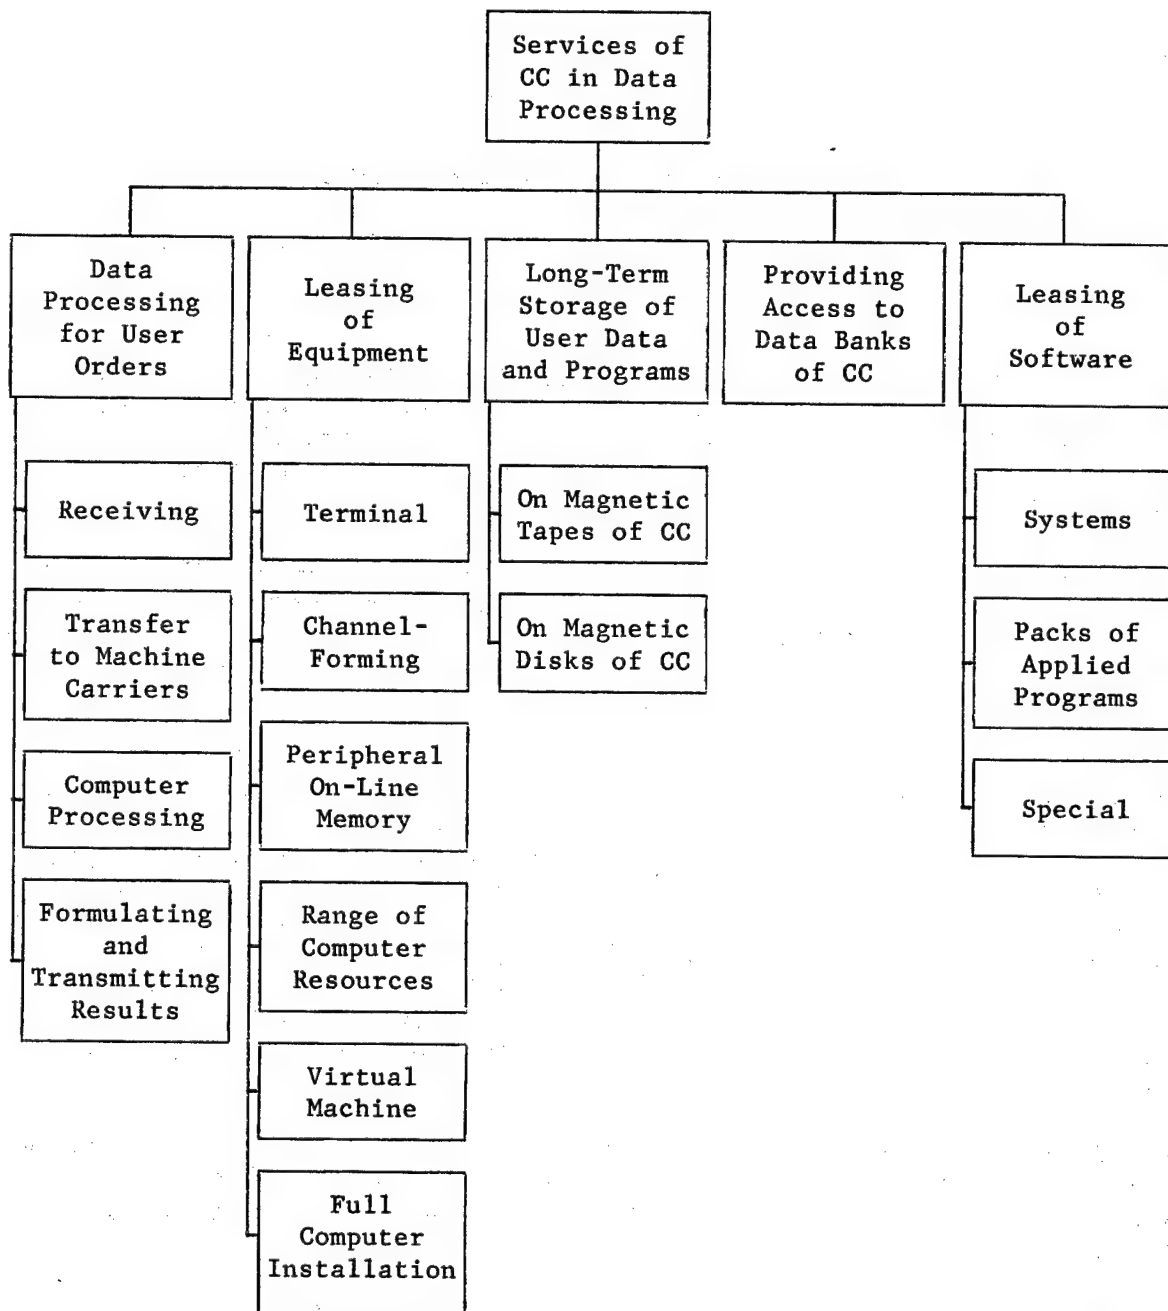 Services of
CC in Data
Processing
Data
Processing
for User
Orders
Leasing
of
Equipment
Long-Term
Storage of
User Data
and Programs
Providing
Access to
Data Banks
of CC
Leasing
of
Software
Receiving
Transfer
to Machine
Carriers
Computer
Processing
Formulating
and
Transmitting
Results
Terminal
Channel-
Forming
Peripheral
On-Line
Memory
Range of
Computer
Resources
Virtual
Machine
Full
Computer
Installation
On Magnetic
Tapes of CC
On Magnetic
Disks of CC
Systems
Packs of
Applied
Programs
Special